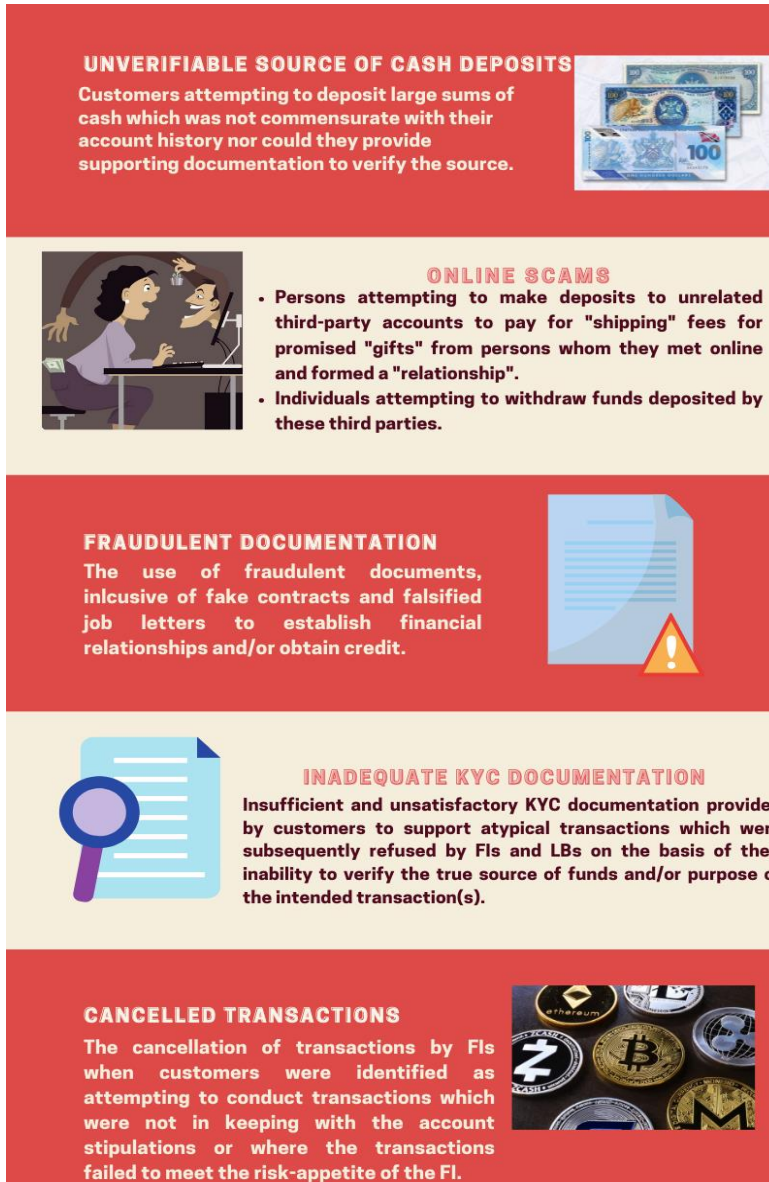 UNVERIFIABLE SOURCE OF CASH DEPOSITS
Customers attempting to deposit large sums of
cash which was not commensurate with their
account history nor could they provide
supporting documentation to verify the source.
100
100
100
ONE HUNDRED DOLLARS
ONLINE SCAMS
• Persons attempting to make deposits to unrelated
third-party accounts to pay for "shipping" fees for
promised "gifts" from persons whom they met online
and formed a "relationship".
• Individuals attempting to withdraw funds deposited by
these third parties.
FRAUDULENT DOCUMENTATION
The use of fraudulent documents,
inlcusive of fake contracts and falsified
job letters to establish financial
relationships and/or obtain credit.
INADEQUATE KYC DOCUMENTATION
Insufficient and unsatisfactory KYC documentation provide
by customers to support atypical transactions which wer
subsequently refused by FIs and LBs on the basis of the
inability to verify the true source of funds and/or purpose o
the intended transaction(s).
CANCELLED TRANSACTIONS
The cancellation of transactions by FIs
when customers were identified as
attempting to conduct transactions which
were not in keeping with the account
stipulations or where the transactions
failed to meet the risk-appetite of the FI.
ethereum
ZCASH